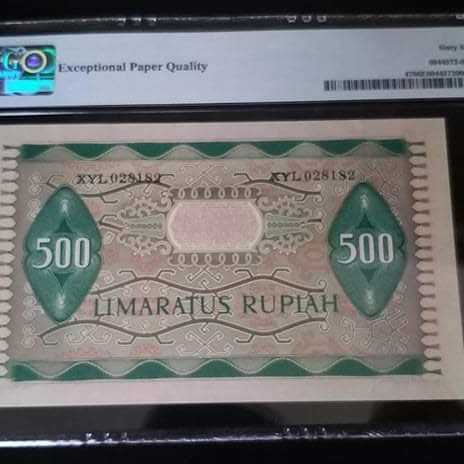 Exceptional Paper Quality
XYL 028182 XYL 028182
500 500
LIMARATUS RUPIAH